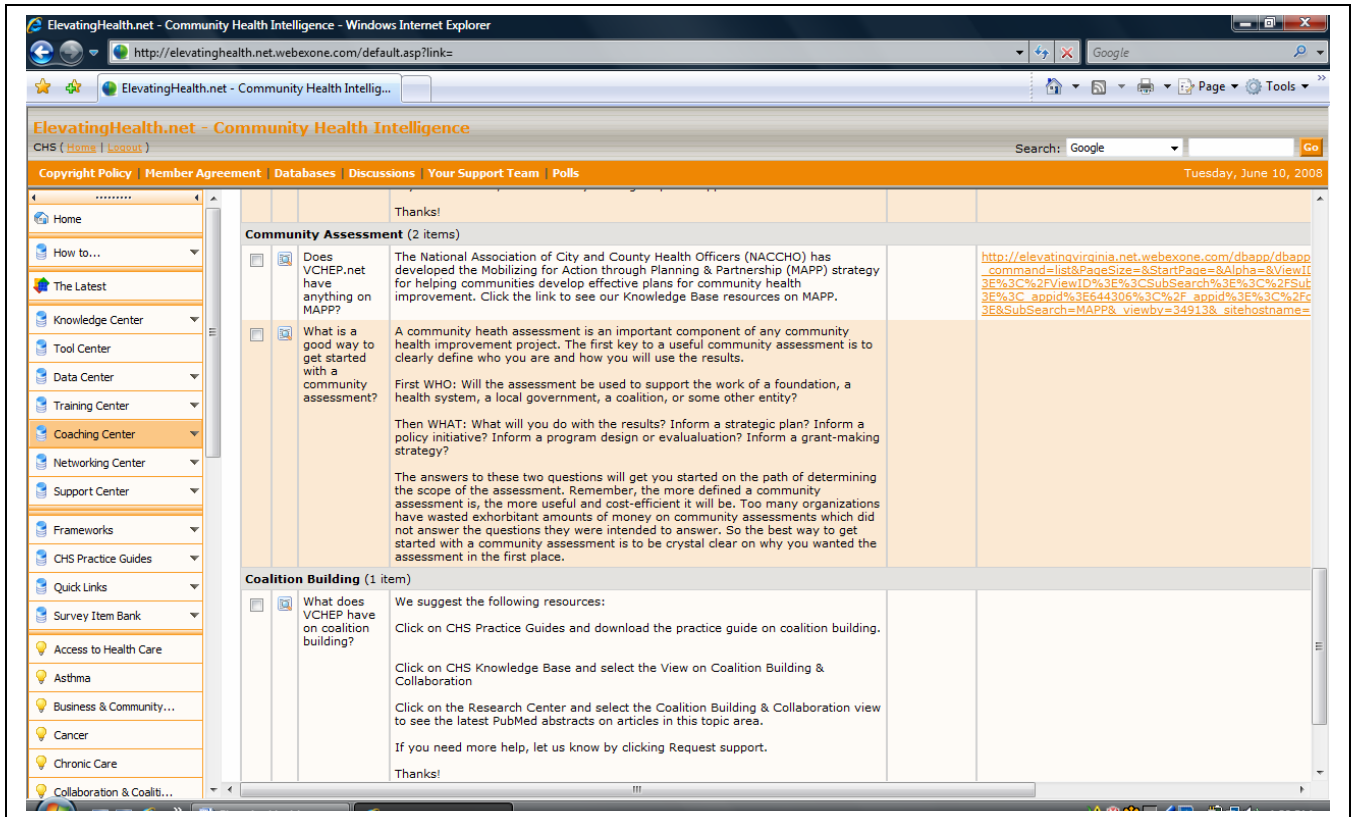 ElevatingHealth.net - Community Health Intelligence - Windows Internet Explorer
http://elevatinghealth.net.webexone.com/default.asp?link=
Google
ElevatingHealth.net - Community Health Intellig...
Page
Tools
ElevatingHealth.net - Community Health Intelligence
CHS ( Home | Logout )
Search: Google
Go
Copyright Policy | Member Agreement | Databases | Discussions | Your Support Team | Polls
Tuesday, June 10, 2008
Home
How to...
The Latest
Knowledge Center
Tool Center
Data Center
Training Center
Coaching Center
Networking Center
Support Center
Frameworks
CHS Practice Guides
Quick Links
Survey Item Bank
Access to Health Care
Asthma
Business & Community...
Cancer
Chronic Care
Collaboration & Coaliti...
Thanks!
Community Assessment (2 items)
Does
VCHEP.net
have
anything on
MAPP?
The National Association of City and County Health Officers (NACCHO) has
developed the Mobilizing for Action through Planning & Partnership (MAPP) strategy
for helping communities develop effective plans for community health
improvement. Click the link to see our Knowledge Base resources on MAPP.
http://elevatingvirginia.net.webexone.com/dbapp/dbapp
_command=list&PageSize=&StartPage=&Alpha=&ViewID
3E%3C%2FViewID%3E%3CSubSearch%3E%3C%2FSub
3E%3C_appid%3E644306%3C%2F_appid%3E%3C%2Fc
3E&SubSearch=MAPP&_viewby=34913&_sitehostname=
What is a
good way to
get started
with a
community
assessment?
A community heath assessment is an important component of any community
health improvement project. The first key to a useful community assessment is to
clearly define who you are and how you will use the results.
First WHO: Will the assessment be used to support the work of a foundation, a
health system, a local government, a coalition, or some other entity?
Then WHAT: What will you do with the results? Inform a strategic plan? Inform a
policy initiative? Inform a program design or evalualuation? Inform a grant-making
strategy?
The answers to these two questions will get you started on the path of determining
the scope of the assessment. Remember, the more defined a community
assessment is, the more useful and cost-efficient it will be. Too many organizations
have wasted exhorbitant amounts of money on community assessments which did
not answer the questions they were intended to answer. So the best way to get
started with a community assessment is to be crystal clear on why you wanted the
assessment in the first place.
Coalition Building (1 item)
What does
VCHEP have
on coalition
building?
We suggest the following resources:
Click on CHS Practice Guides and download the practice guide on coalition building.
Click on CHS Knowledge Base and select the View on Coalition Building &
Collaboration
Click on the Research Center and select the Coalition Building & Collaboration view
to see the latest PubMed abstracts on articles in this topic area.
If you need more help, let us know by clicking Request support.
Thanks!